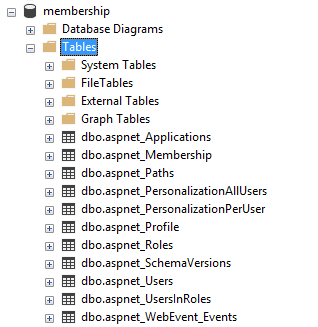 membership
Database Diagrams
Tables
System Tables
FileTables
External Tables
Graph Tables
dbo.aspnet_Applications
dbo.aspnet_Membership
dbo.aspnet_Paths
dbo.aspnet_PersonalizationAllUsers
dbo.aspnet_PersonalizationPerUser
dbo.aspnet_Profile
dbo.aspnet_Roles
dbo.aspnet_SchemaVersions
dbo.aspnet_Users
dbo.aspnet_UsersInRoles
dbo.aspnet_WebEvent_Events